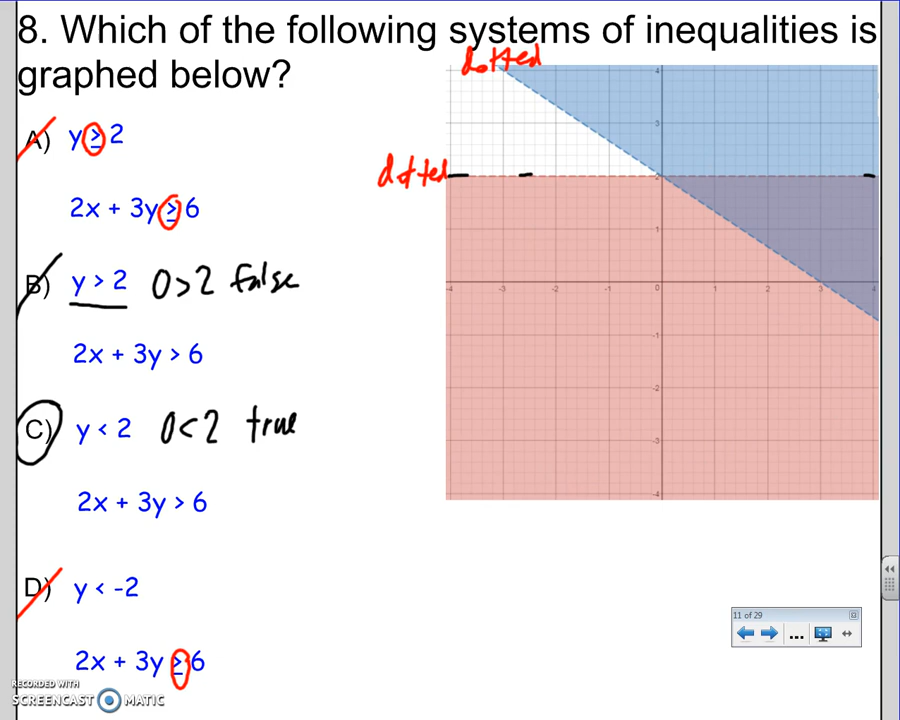 8. Which of the following systems of inequalities is
graphed below?
dotted
A) y ≥ 2
dotted
2x + 3y ≥ 6
B) y > 2 0>2 false
2x + 3y > 6
C) y < 2 0<2 true
2x + 3y > 6
D) y < -2
2x + 3y ≥ 6
4
3
2
1
-4 -3 -2 -1 0 1 2 3 4
-1
-2
-3
-4
11 of 29
...
RECORDED WITH
SCREENCAST MATIC